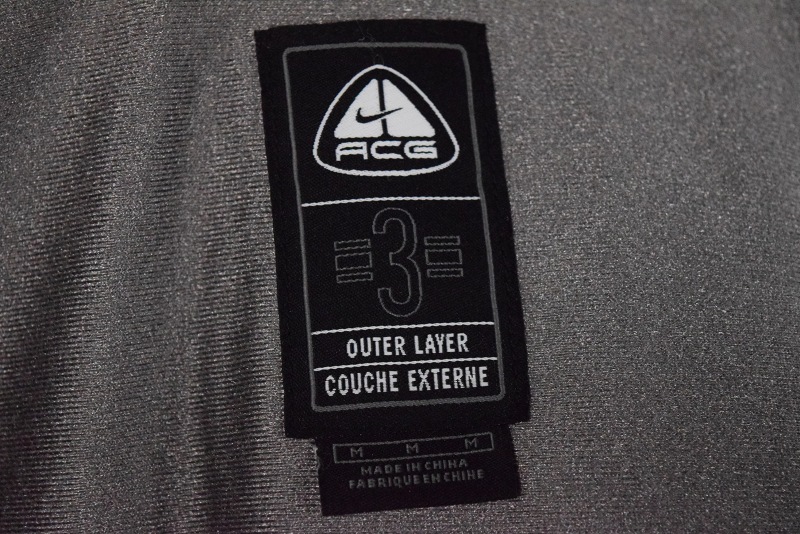 ACG
3
OUTER LAYER
COUCHE EXTERNE
M M M
MADE IN CHINA
FABRIQUE EN CHINE